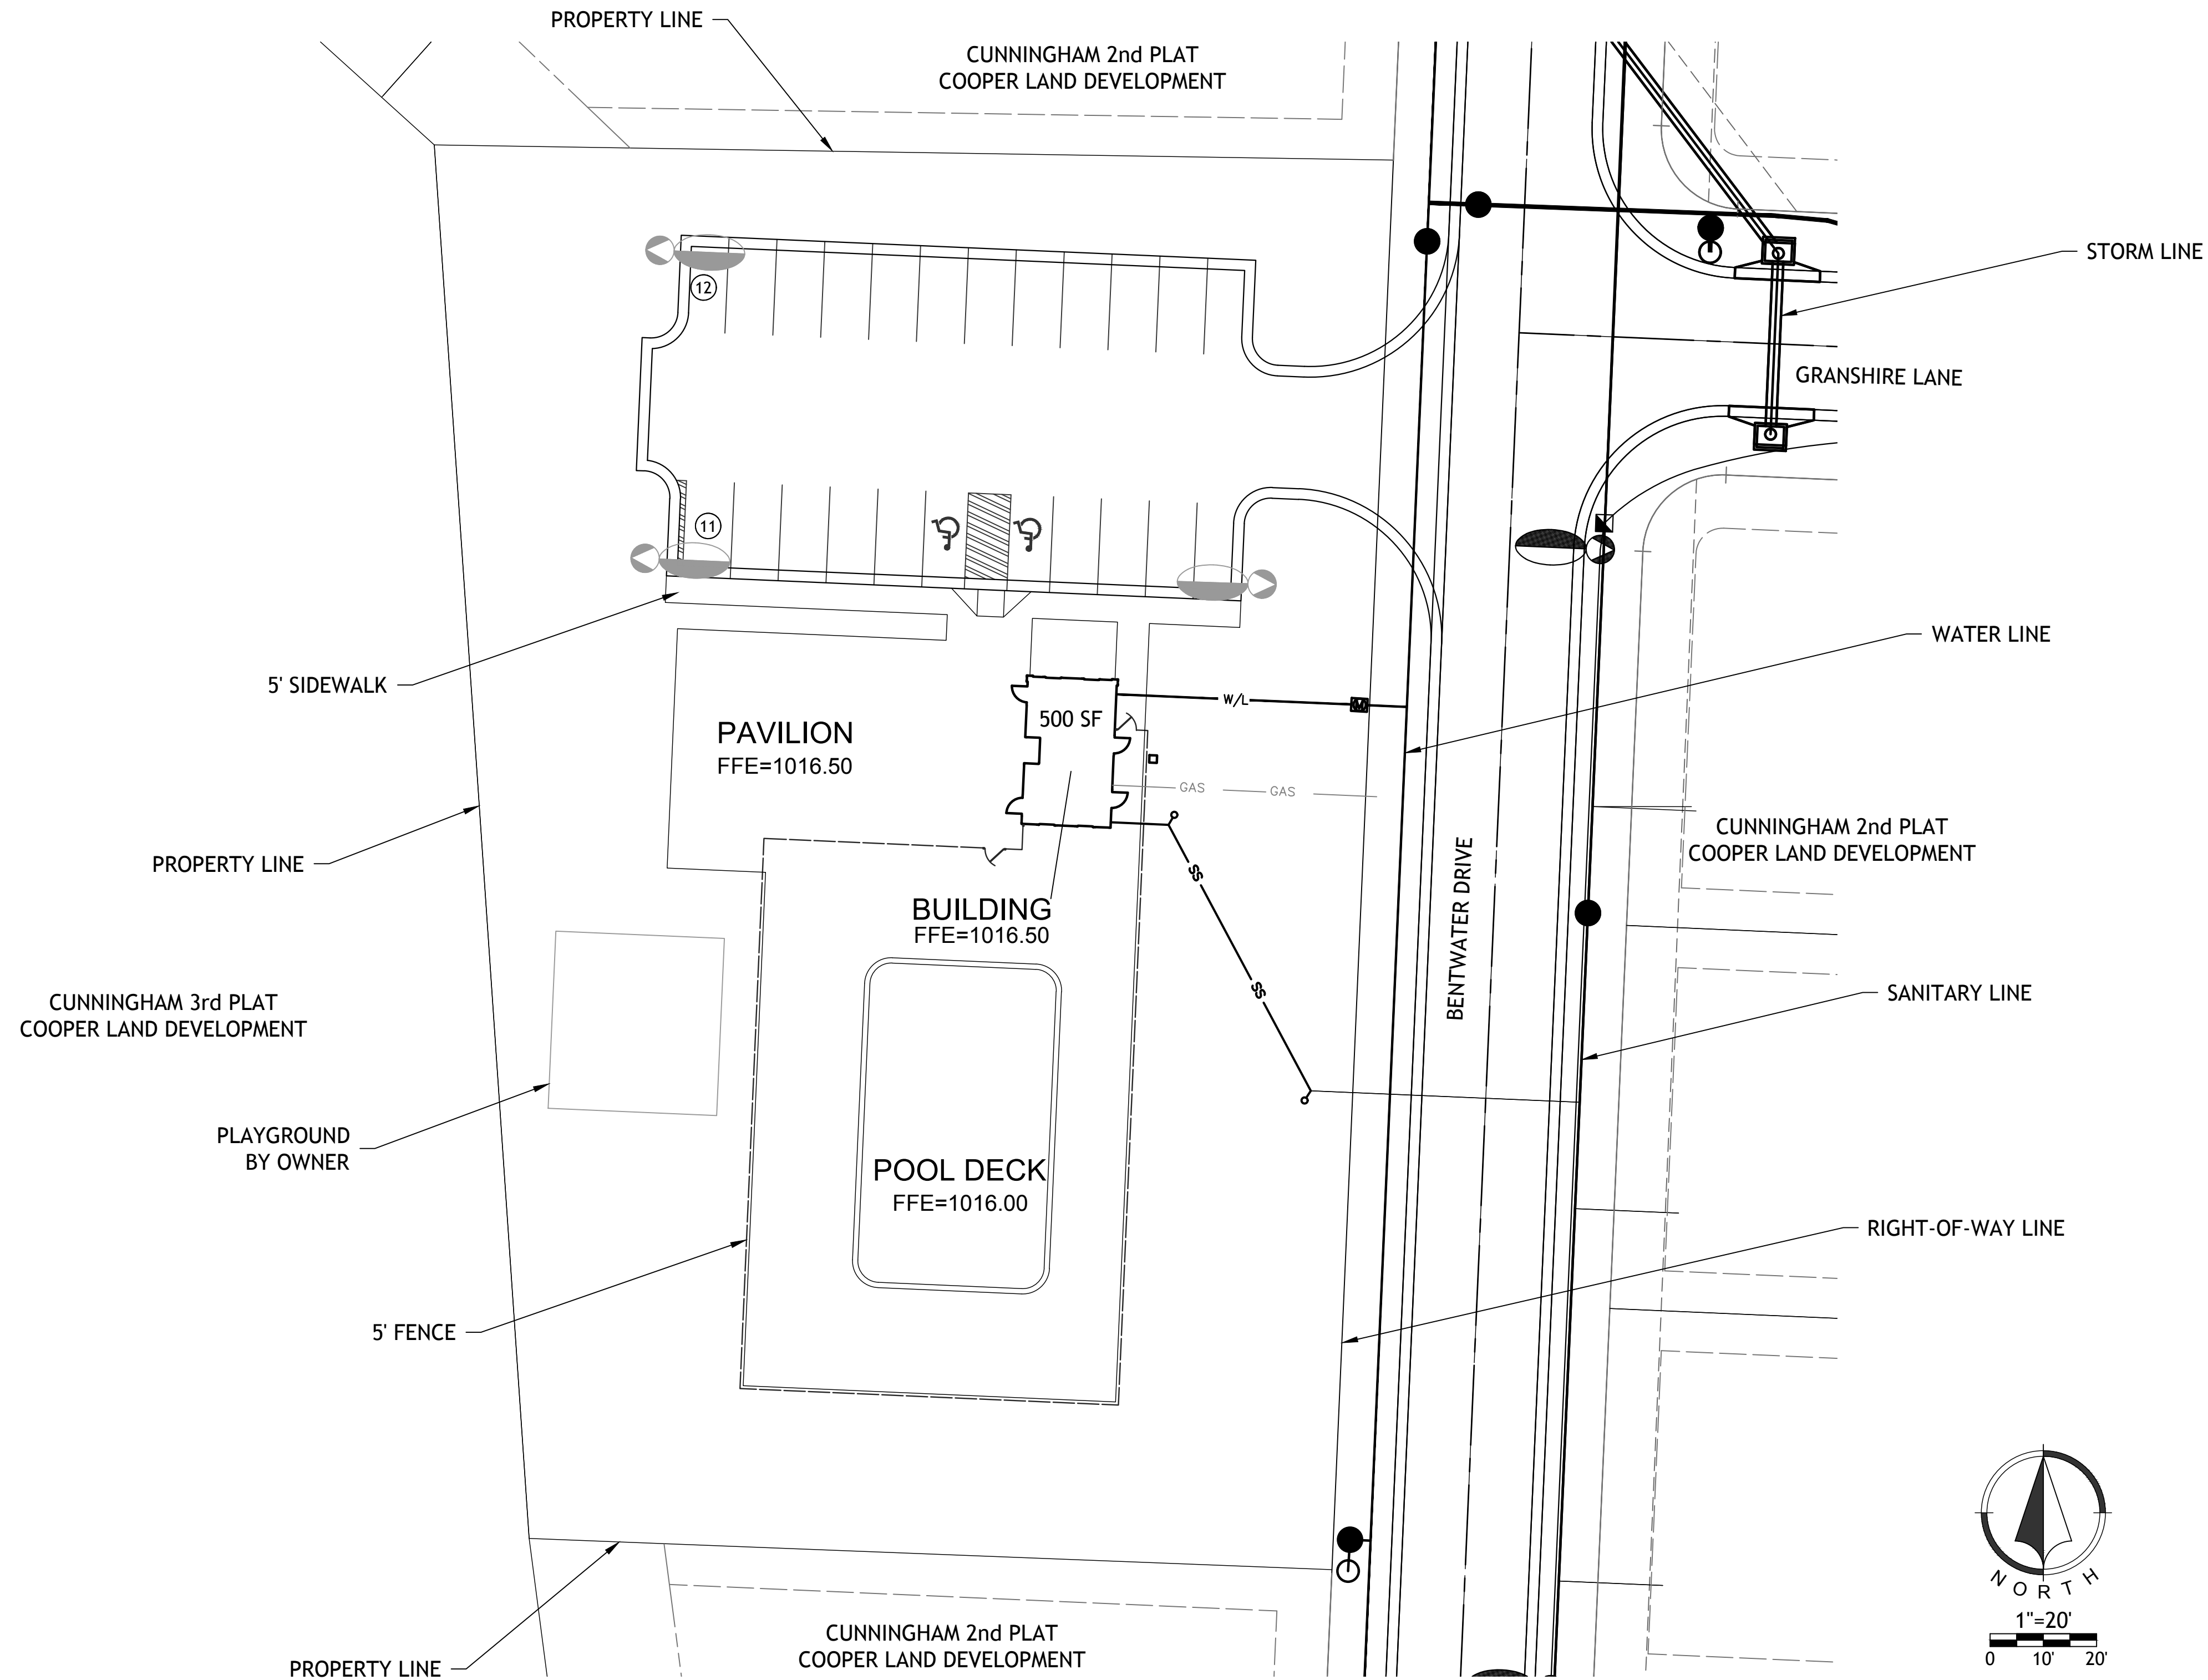 PROPERTY LINE
CUNNINGHAM 2nd PLAT
COOPER LAND DEVELOPMENT
STORM LINE
12
GRANSHIRE LANE
11
WATER LINE
5' SIDEWALK
W/L
M
500 SF
PAVILION
FFE=1016.50
GAS
GAS
CUNNINGHAM 2nd PLAT
COOPER LAND DEVELOPMENT
PROPERTY LINE
SS
BENTWATER DRIVE
BUILDING
FFE=1016.50
SS
SANITARY LINE
CUNNINGHAM 3rd PLAT
COOPER LAND DEVELOPMENT
PLAYGROUND
BY OWNER
POOL DECK
FFE=1016.00
RIGHT-OF-WAY LINE
5' FENCE
NORTH
1"=20'
0 10' 20'
CUNNINGHAM 2nd PLAT
COOPER LAND DEVELOPMENT
PROPERTY LINE